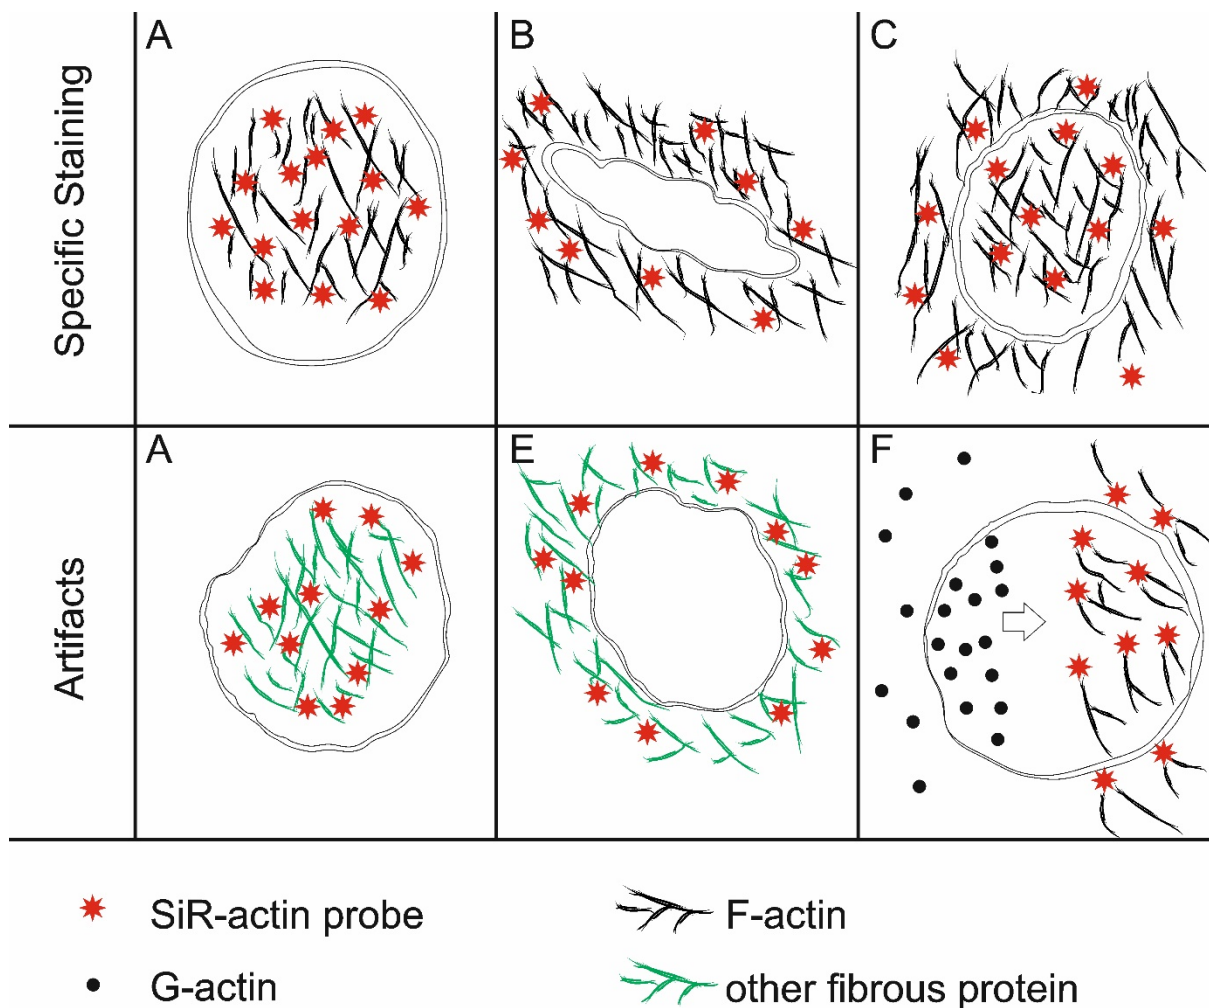 A
B
C
Specific Staining
A
E
F
Artifacts
SiR-actin probe
F-actin
G-actin
other fibrous protein